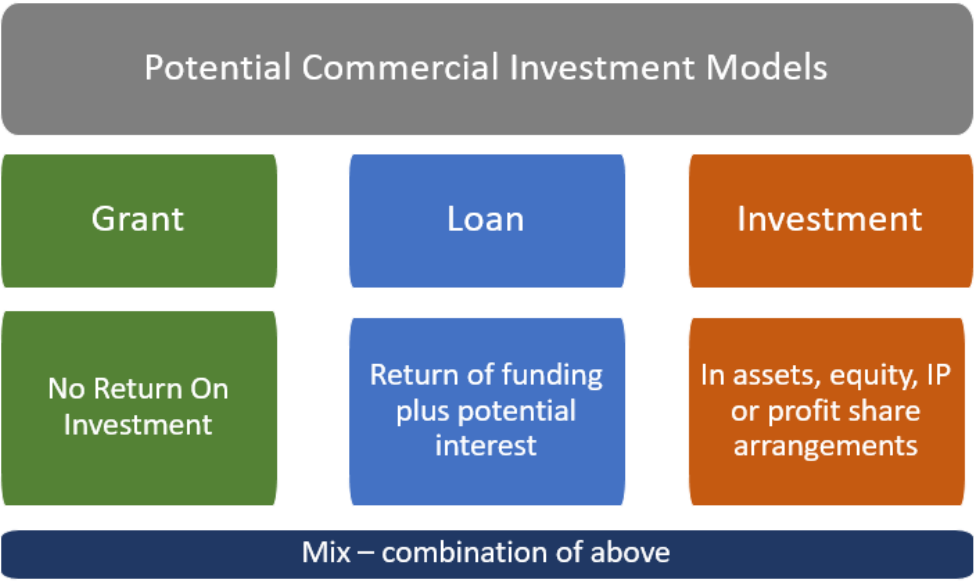 Potential Commercial Investment Models
Grant
Loan
Investment
No Return On
Investment
Return of funding
plus potential
interest
In assets, equity, IP
or profit share
arrangements
Mix – combination of above